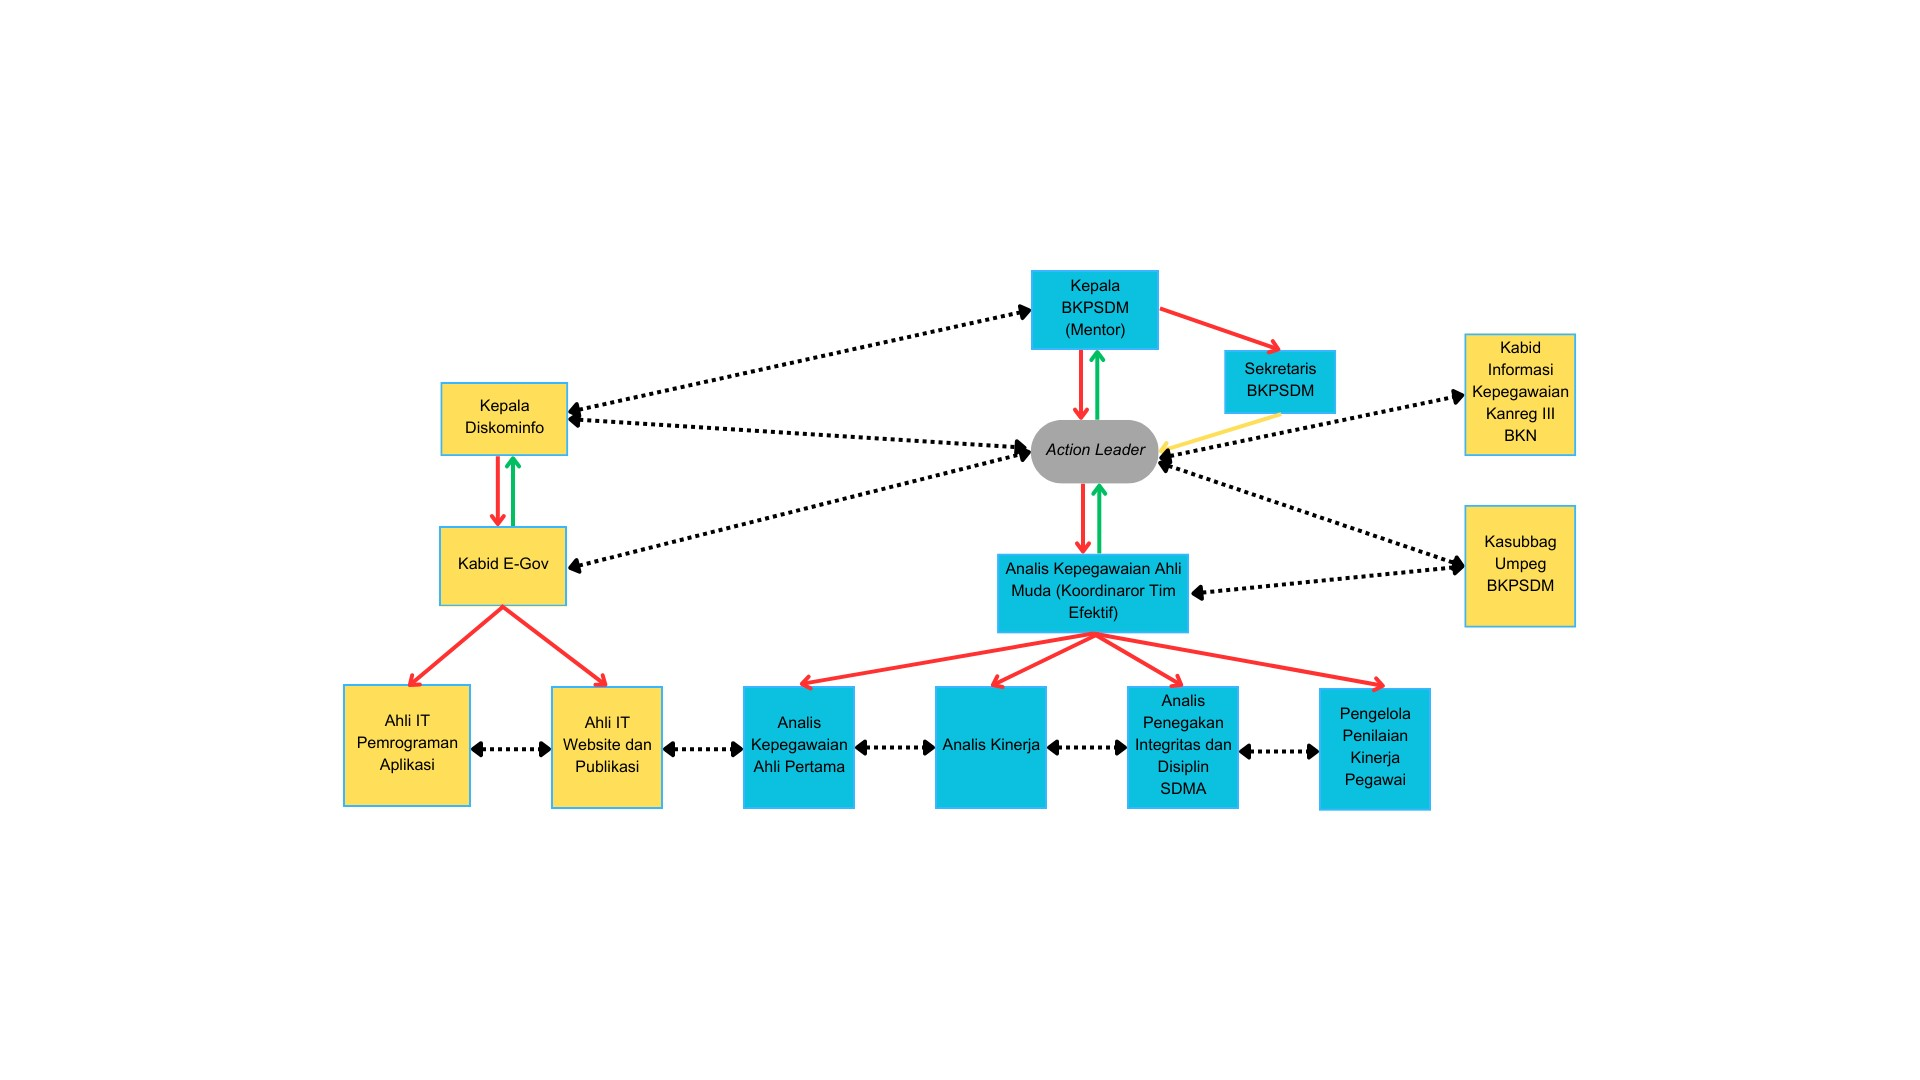 Kepala
BKPSDM
(Mentor)
Sekretaris
BKPSDM
Kabid
Informasi
Kepegawaian
Kanreg III
BKN
Kepala
Diskominfo
Action Leader
Kabid E-Gov
Analis Kepegawaian Ahli
Muda (Koordinaror Tim
Efektif)
Kasubbag
Umpeg
BKPSDM
Ahli IT
Pemrograman
Aplikasi
Ahli IT
Website dan
Publikasi
Analis
Kepegawaian
Ahli Pertama
Analis Kinerja
Analis
Penegakan
Integritas dan
Disiplin
SDMA
Pengelola
Penilaian
Kinerja
Pegawai